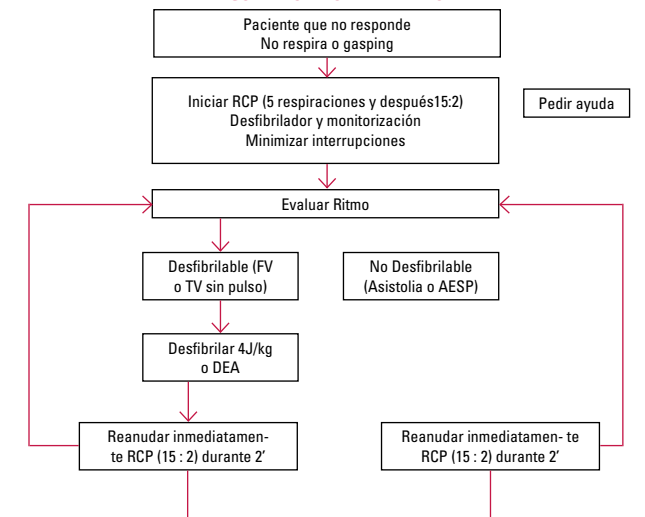 Paciente que no responde
No respira o gasping
Iniciar RCP (5 respiraciones y después15:2)
Desfibrilador y monitorización
Minimizar interrupciones
Pedir ayuda
Evaluar Ritmo
Desfibrilable (FV
o TV sin pulso)
No Desfibrilable
(Asistolia o AESP)
Desfibrilar 4J/kg
o DEA
Reanudar inmediatamen-
te RCP (15 : 2) durante 2’
Reanudar inmediatamen- te
RCP (15 : 2) durante 2’